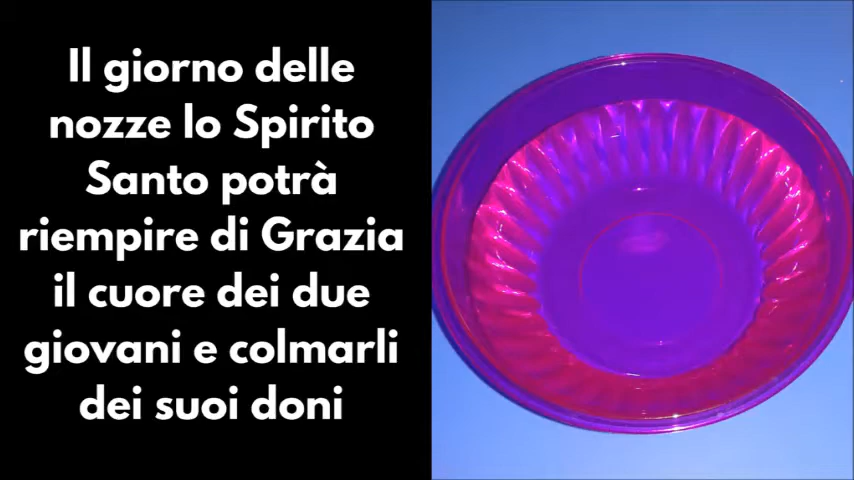 Il giorno delle
nozze lo Spirito
Santo potrà
riempire di Grazia
il cuore dei due
giovani e colmarli
dei suoi doni